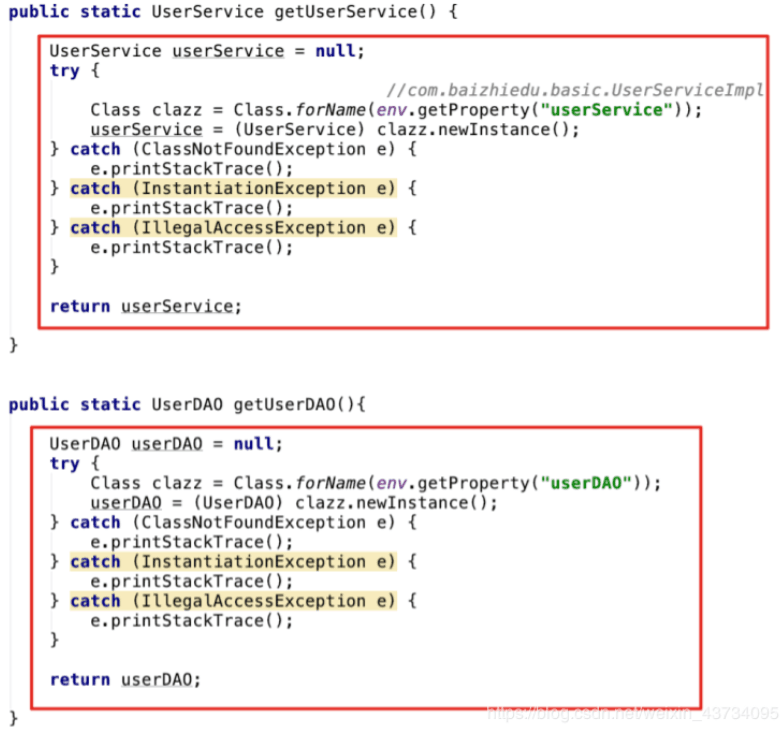 public static UserService getUserService() {
UserService userService = null;
try {
//com.baizhiedu.basic.UserServiceImpl
Class clazz = Class.forName(env.getProperty("userService"));
userService = (UserService) clazz.newInstance();
} catch (ClassNotFoundException e) {
e.printStackTrace();
} catch (InstantiationException e) {
e.printStackTrace();
} catch (IllegalAccessException e) {
e.printStackTrace();
}
return userService;
}
public static UserDAO getUserDAO(){
UserDAO userDAO = null;
try {
Class clazz = Class.forName(env.getProperty("userDAO"));
userDAO = (UserDAO) clazz.newInstance();
} catch (ClassNotFoundException e) {
e.printStackTrace();
} catch (InstantiationException e) {
e.printStackTrace();
} catch (IllegalAccessException e) {
e.printStackTrace();
}
return userDAO;
}
https://blog.csdn.net/weixin_43734095